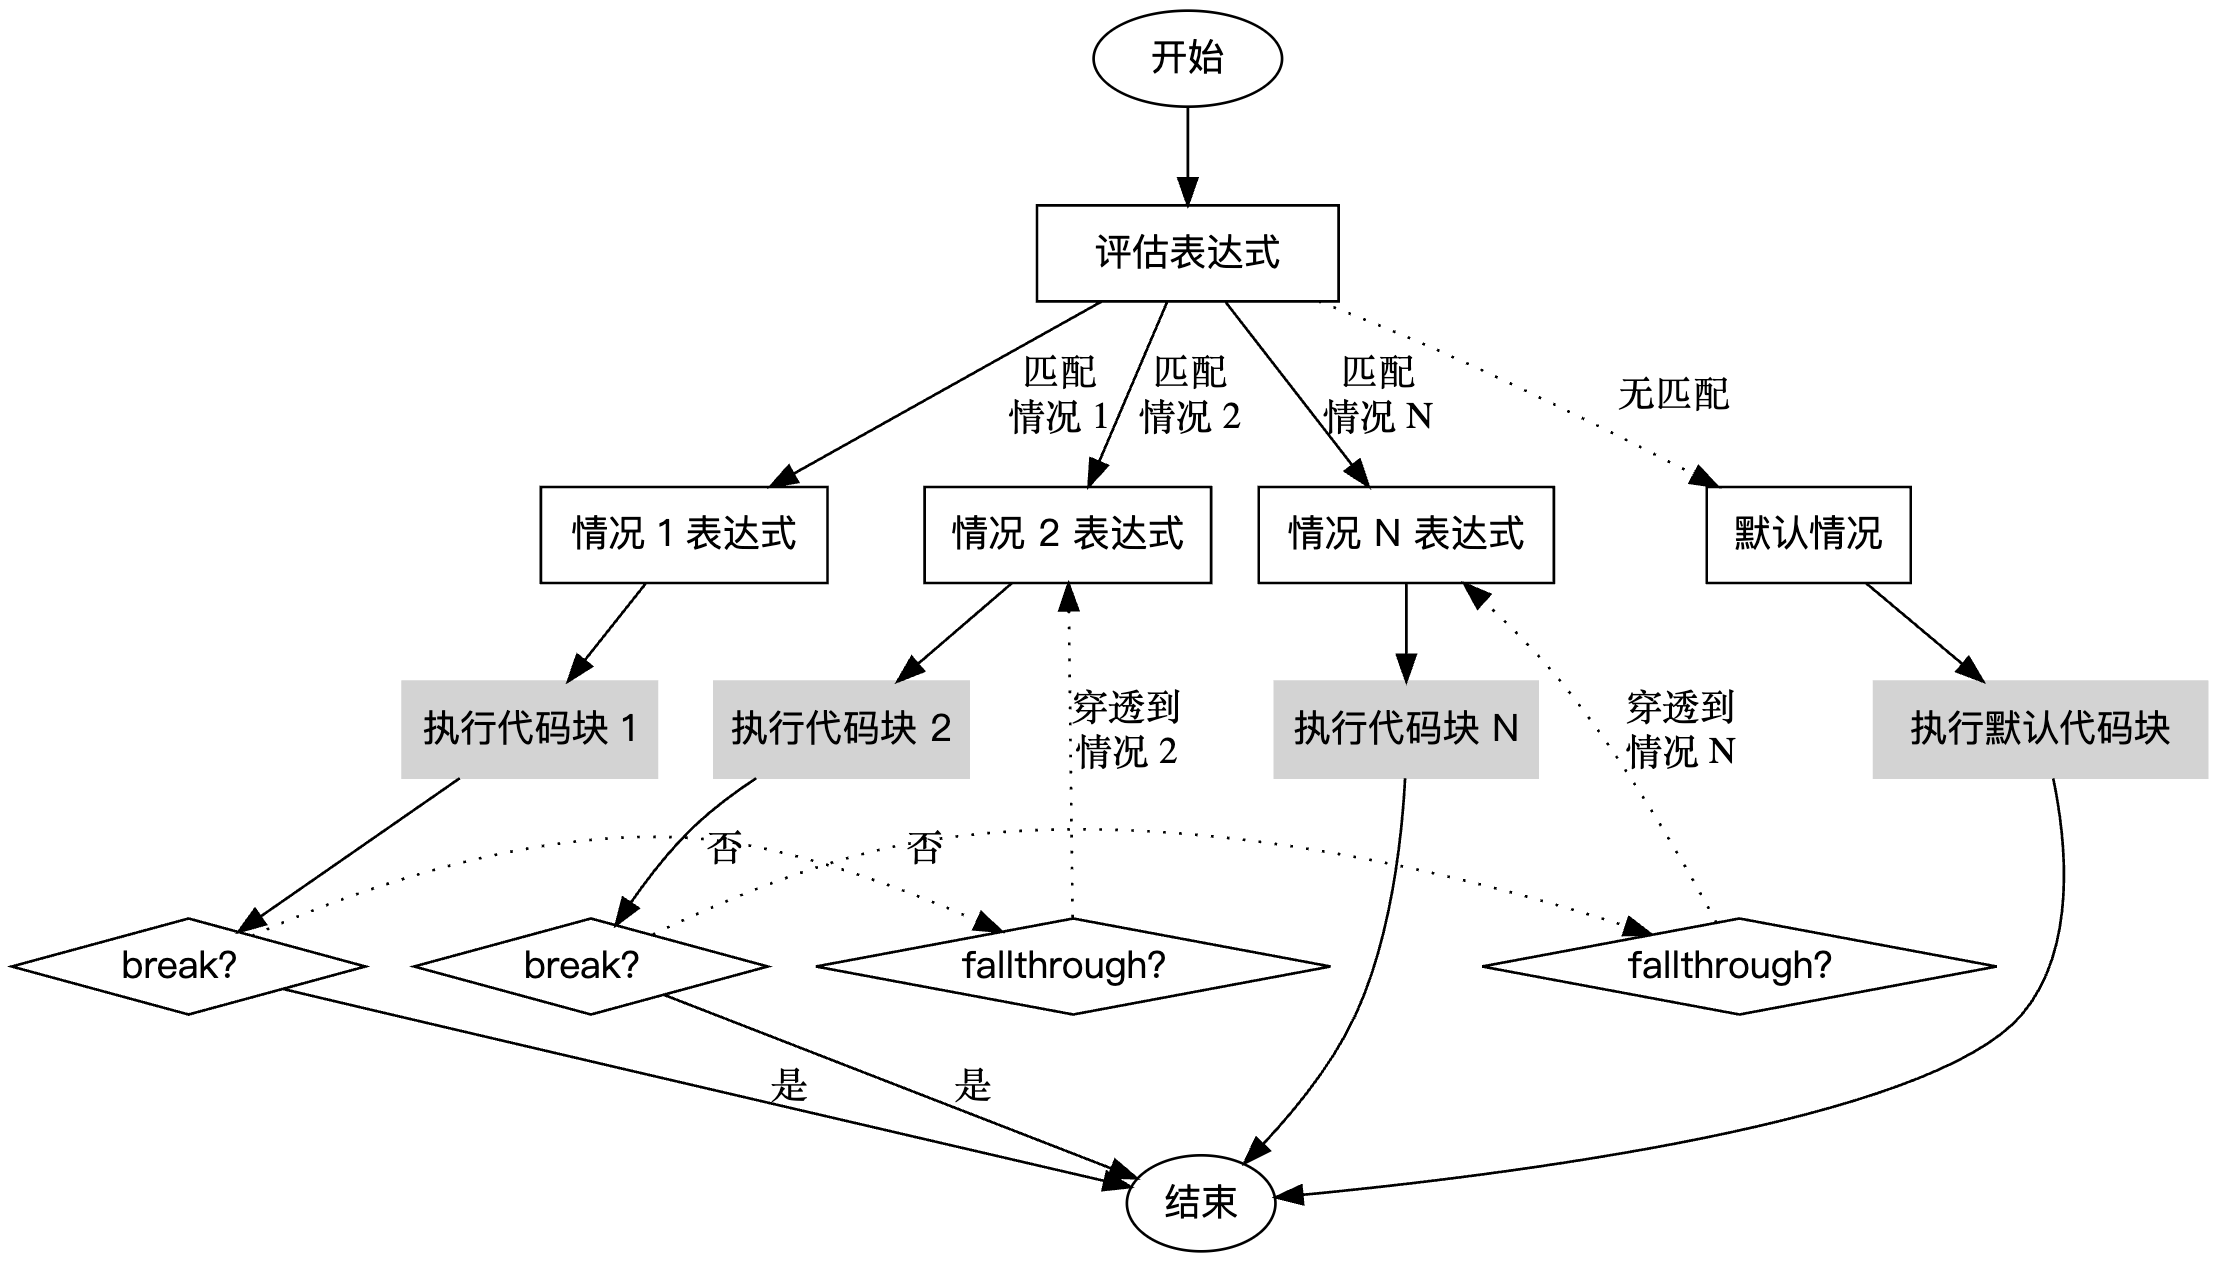 开始
评估表达式
匹配
情况 1
匹配
情况 2
匹配
情况 N
无匹配
情况 1 表达式
情况 2 表达式
情况 N 表达式
默认情况
执行代码块 1
执行代码块 2
穿透到
情况 2
执行代码块 N
穿透到
情况 N
执行默认代码块
否
否
break?
break?
fallthrough?
fallthrough?
是
是
结束